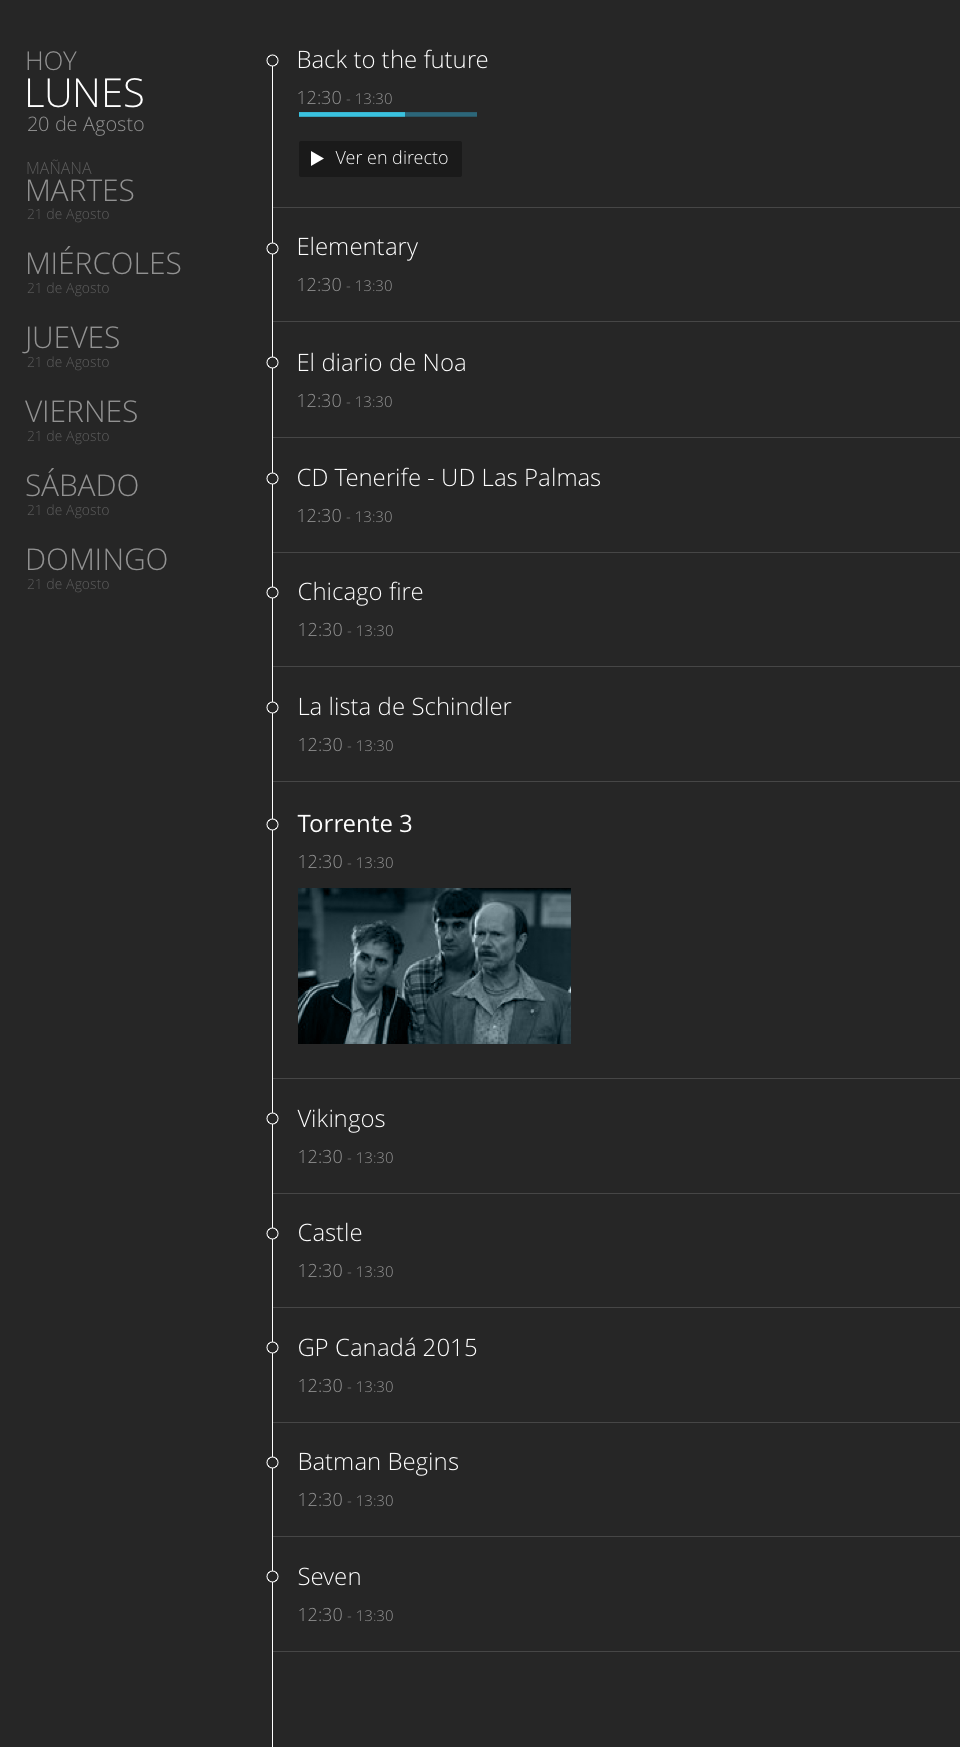 HOY
LUNES
20 de Agosto
MAÑANA
MARTES
21 de Agosto
MIÉRCOLES
21 de Agosto
JUEVES
21 de Agosto
VIERNES
21 de Agosto
SÁBADO
21 de Agosto
DOMINGO
21 de Agosto
Back to the future
12:30 - 13:30
Ver en directo
Elementary
12:30 - 13:30
El diario de Noa
12:30 - 13:30
CD Tenerife - UD Las Palmas
12:30 - 13:30
Chicago fire
12:30 - 13:30
La lista de Schindler
12:30 - 13:30
Torrente 3
12:30 - 13:30
Vikingos
12:30 - 13:30
Castle
12:30 - 13:30
GP Canadá 2015
12:30 - 13:30
Batman Begins
12:30 - 13:30
Seven
12:30 - 13:30